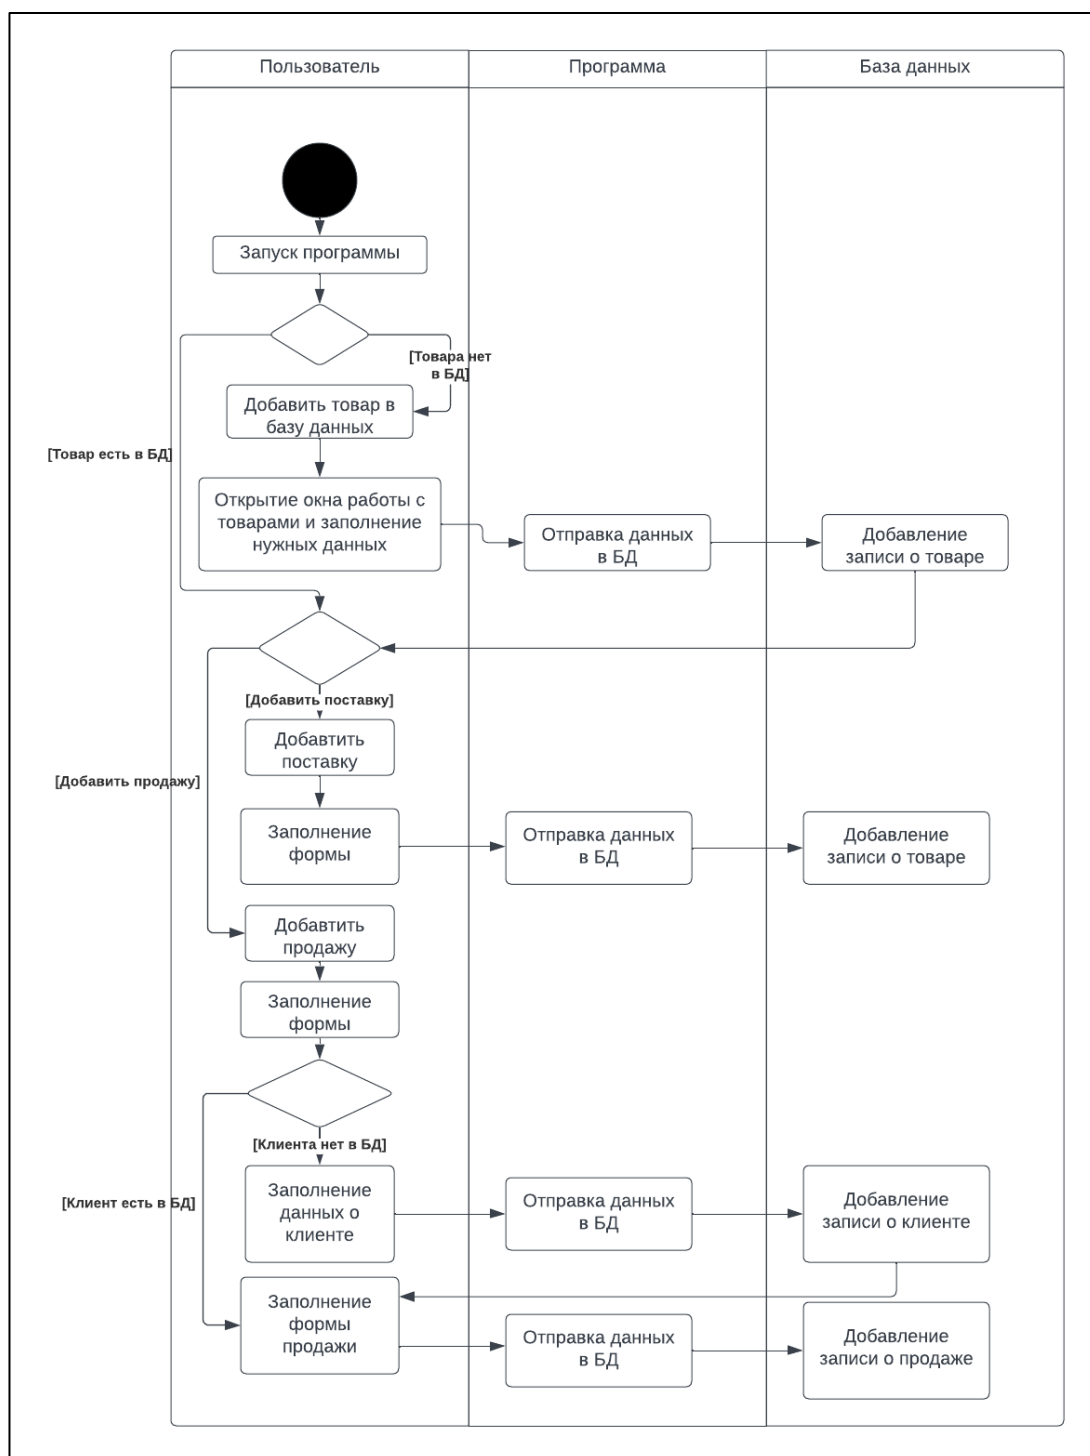 Пользователь
Программа
База данных
Запуск программы
[Товара нет
в БД]
Добавить товар в
базу данных
[Товар есть в БД]
Открытие окна работы с
товарами и заполнение
нужных данных
Отправка данных
в БД
Добавление
записи о товаре
[Добавить поставку]
Добавтить
поставку
[Добавить продажу]
Заполнение
формы
Отправка данных
в БД
Добавление
записи о товаре
Добавтить
продажу
Заполнение
формы
[Клиента нет в БД]
[Клиент есть в БД]
Заполнение
данных о
клиенте
Отправка данных
в БД
Добавление
записи о клиенте
Заполнение
формы
продажи
Отправка данных
в БД
Добавление
записи о продаже